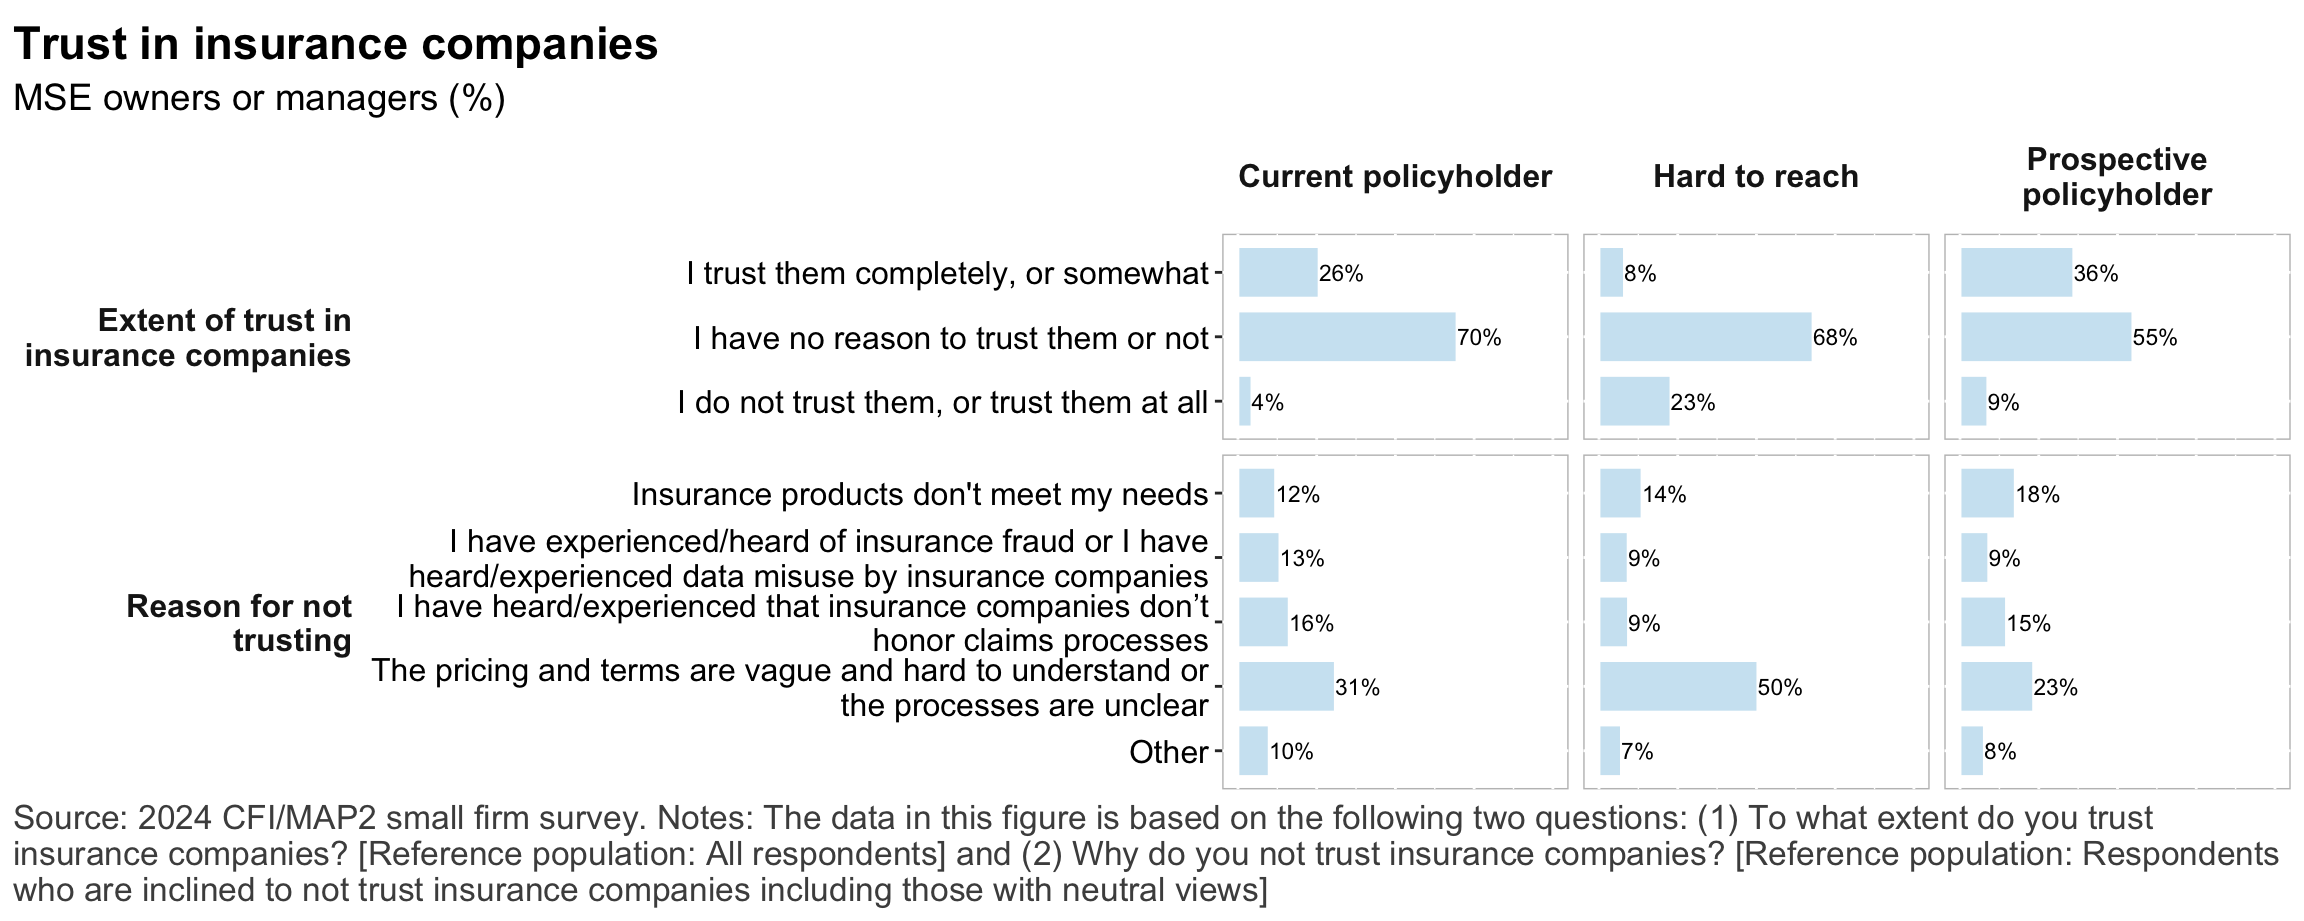 Trust in insurance companies
MSE owners or managers (%)
Current policyholder
Hard to reach
Prospective
policyholder
Extent of trust in
insurance companies
I trust them completely, or somewhat
26%
8%
36%
I have no reason to trust them or not
70%
68%
55%
I do not trust them, or trust them at all
4%
23%
9%
Reason for not
trusting
Insurance products don't meet my needs
12%
14%
18%
I have experienced/heard of insurance fraud or I have
heard/experienced data misuse by insurance companies
13%
9%
9%
I have heard/experienced that insurance companies don’t
honor claims processes
16%
9%
15%
The pricing and terms are vague and hard to understand or
the processes are unclear
31%
50%
23%
Other
10%
7%
8%
Source: 2024 CFI/MAP2 small firm survey. Notes: The data in this figure is based on the following two questions: (1) To what extent do you trust
insurance companies? [Reference population: All respondents] and (2) Why do you not trust insurance companies? [Reference population: Respondents
who are inclined to not trust insurance companies including those with neutral views]